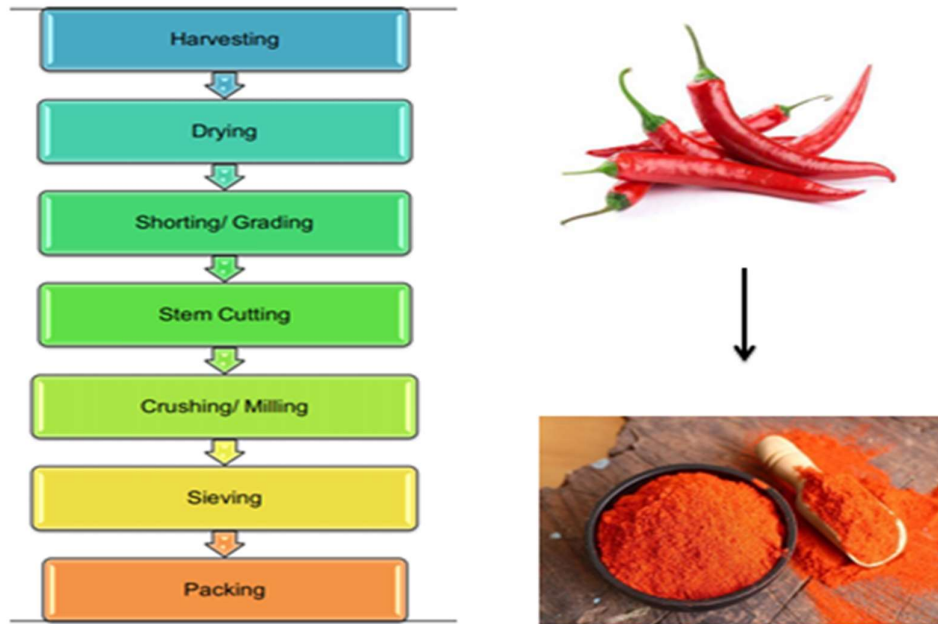 Harvesting
Drying
Shorting/ Grading
Stem Cutting
Crushing/ Milling
Sieving
Packing